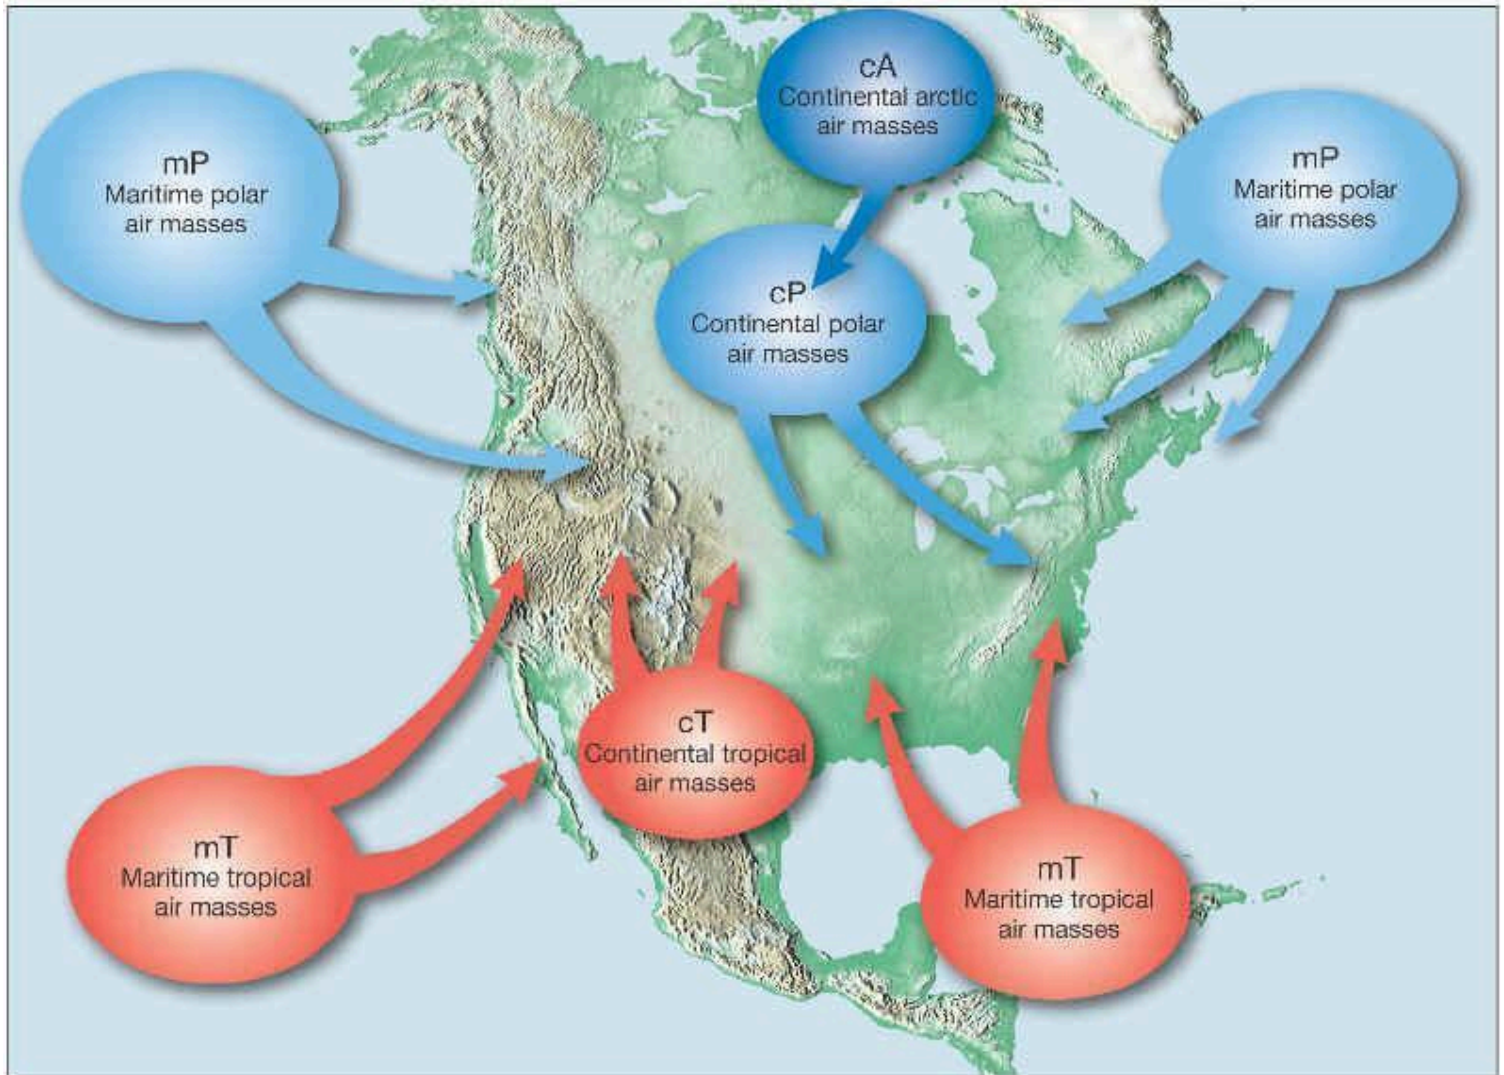 cA
Continental arctic
air masses
mP
Maritime polar
air masses
mP
Maritime polar
air masses
cP
Continental polar
air masses
cT
Continental tropical
air masses
mT
Maritime tropical
air masses
mT
Maritime tropical
air masses